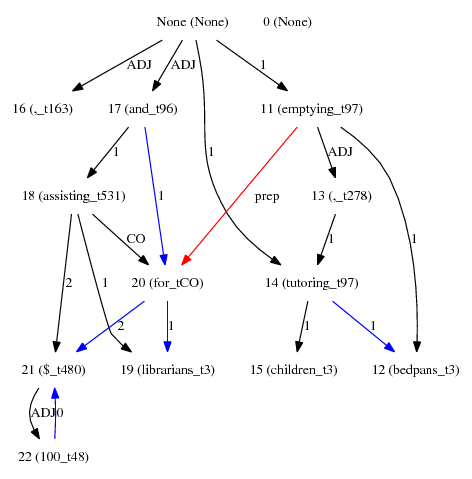 None (None) 0 (None)
ADJ ADJ 1
16 (,_t163) 17 (and_t96) 11 (emptying_t97)
1 1 1 prep ADJ 1
18 (assisting_t531) 13 (,_t278)
2 1 CO 1
20 (for_tCO) 14 (tutoring_t97)
2 1 1 1
21 ($_t480) 19 (librarians_t3) 15 (children_t3) 12 (bedpans_t3)
ADJ 0
22 (100_t48)